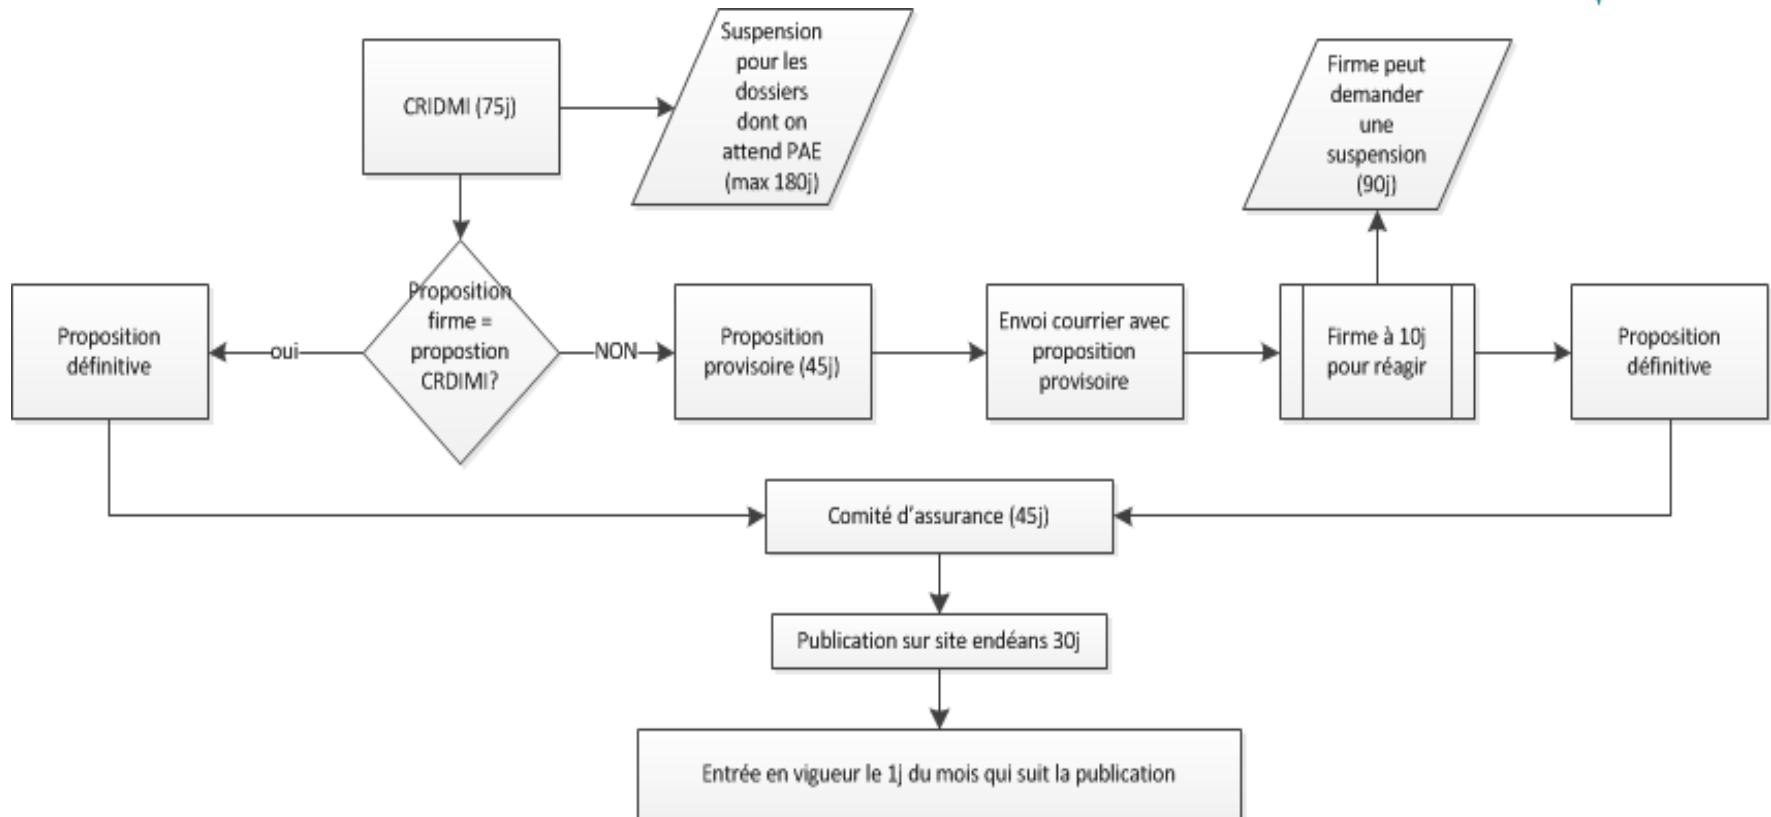 CRIDMI (75j)
Suspension
pour les
dossiers
dont on
attend PAE
(max 180j)
Firme peut
demander
une
suspension
(90j)
Proposition
définitive
oui
Proposition
firme =
propostion
CRDIMI?
NON
Proposition
provisoire (45j)
Envoi courrier avec
proposition
provisoire
Firme à 10j
pour réagir
Proposition
définitive
Comité d'assurance (45j)
Publication sur site endéans 30j
Entrée en vigueur le 1j du mois qui suit la publication